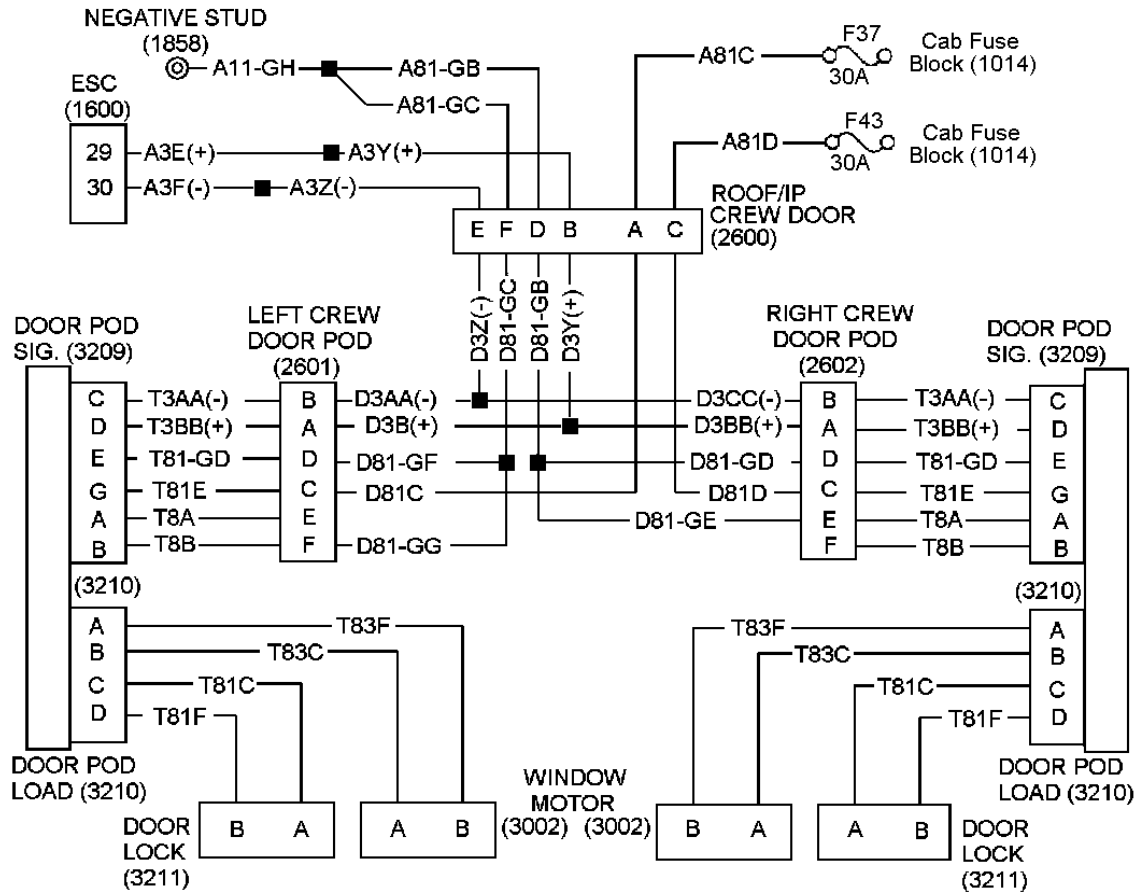 NEGATIVE STUD
(1858)
A11-GH
A81-GB
A81-GC
A81C
F37
30A
Cab Fuse
Block (1014)
A81D
F43
30A
Cab Fuse
Block (1014)
ESC
(1600)
29
A3E(+)
A3Y(+)
30
A3F(-)
A3Z(-)
E F D B A C
ROOF/IP
CREW DOOR
(2600)
D3Z(-)
D81-GC
D81-GB
D3Y(+)
DOOR POD
SIG. (3209)
LEFT CREW
DOOR POD
(2601)
RIGHT CREW
DOOR POD
(2602)
DOOR POD
SIG. (3209)
C T3AA(-) B D3AA(-) D3CC(-) B T3AA(-) C
D T3BB(+) A D3B(+) D3BB(+) A T3BB(+) D
E T81-GD D D81-GF D81-GD D T81-GD E
G T81E C D81C D81D C T81E G
A T8A E D81-GE E T8A A
B T8B F D81-GG F T8B B
(3210)
(3210)
A T83F T83F A
B T83C T83C B
C T81C T81C C
D T81F T81F D
DOOR POD
LOAD (3210)
WINDOW
MOTOR
(3002) (3002)
DOOR POD
LOAD (3210)
DOOR
LOCK
(3211)
B A
A B
B A
A B
DOOR
LOCK
(3211)